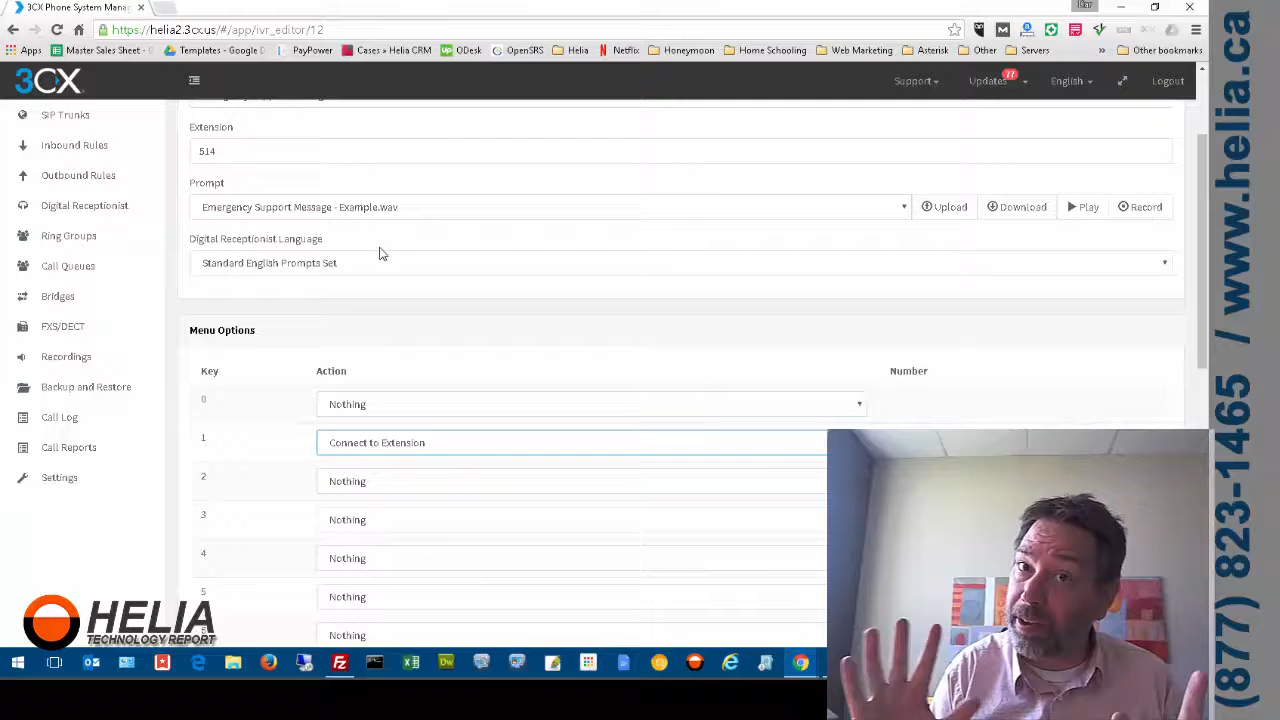 3CX Phone System Mana
Bar
https://helia2.3cx.us/#/app/ivr_editor/12
Apps
Master Sales Sheet - 
Templates - Google D
PayPower
Cases » Helia CRM
ODesk
OpenSRS
Helia
Netflix
Honeymoon
Home Schooling
Web Marketing
Asterisk
Other
Servers
»
Other bookmarks
3CX
Support
Updates
11
English
Logout
SIP Trunks
Inbound Rules
Outbound Rules
Digital Receptionist
Ring Groups
Call Queues
Bridges
FXS/DECT
Recordings
Backup and Restore
Call Log
Call Reports
Settings
Extension
514
Prompt
Emergency Support Message - Example.wav
Upload
Download
Play
Record
Digital Receptionist Language
Standard English Prompts Set
Menu Options
Key Action Number
0 Nothing
1 Connect to Extension
2 Nothing
3 Nothing
4 Nothing
5 Nothing
Nothing
HELIA
TECHNOLOGY REPORT
(877) 823-1465 / www.helia.ca